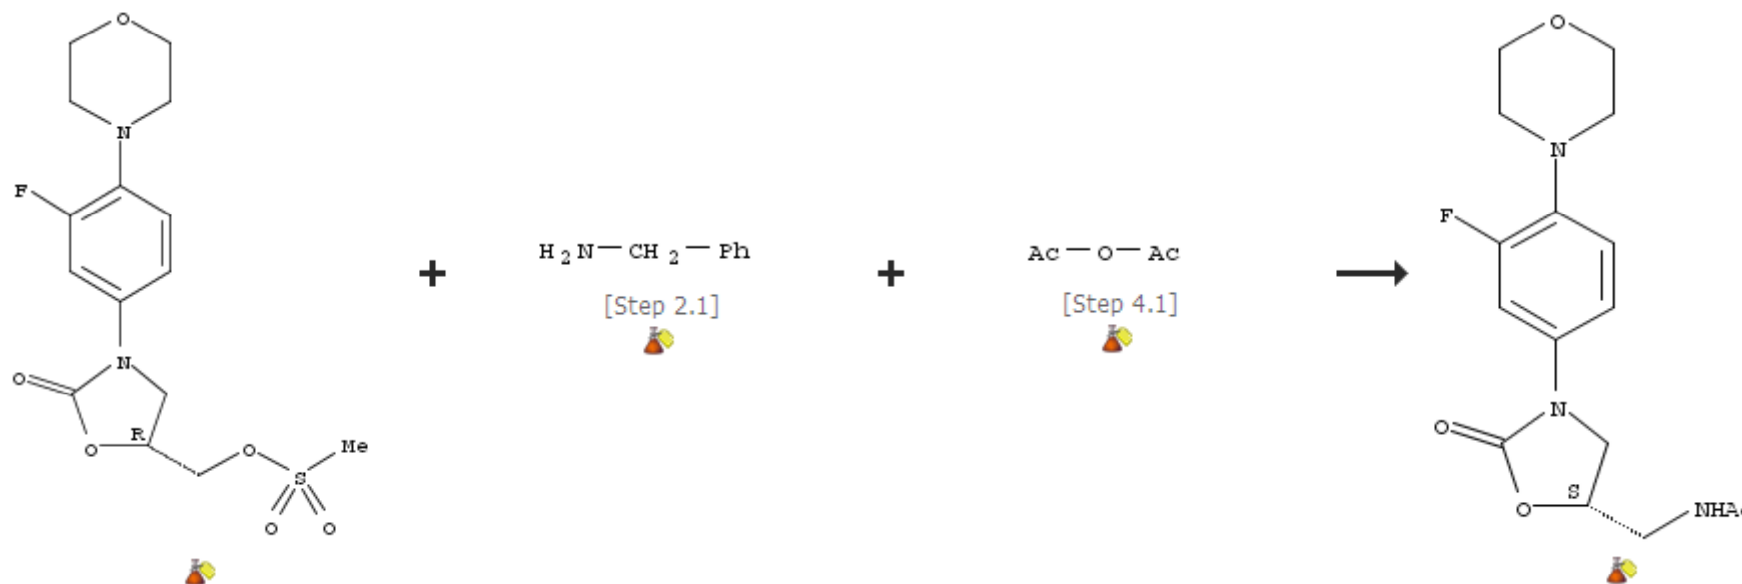 O
O
N
N
F
F
H2N—CH2—Ph
Ac—O—Ac
+
+
[Step 2.1]
[Step 4.1]
N
O
R
O
O
Me
S
O
O
N
O
S
O
NHAc